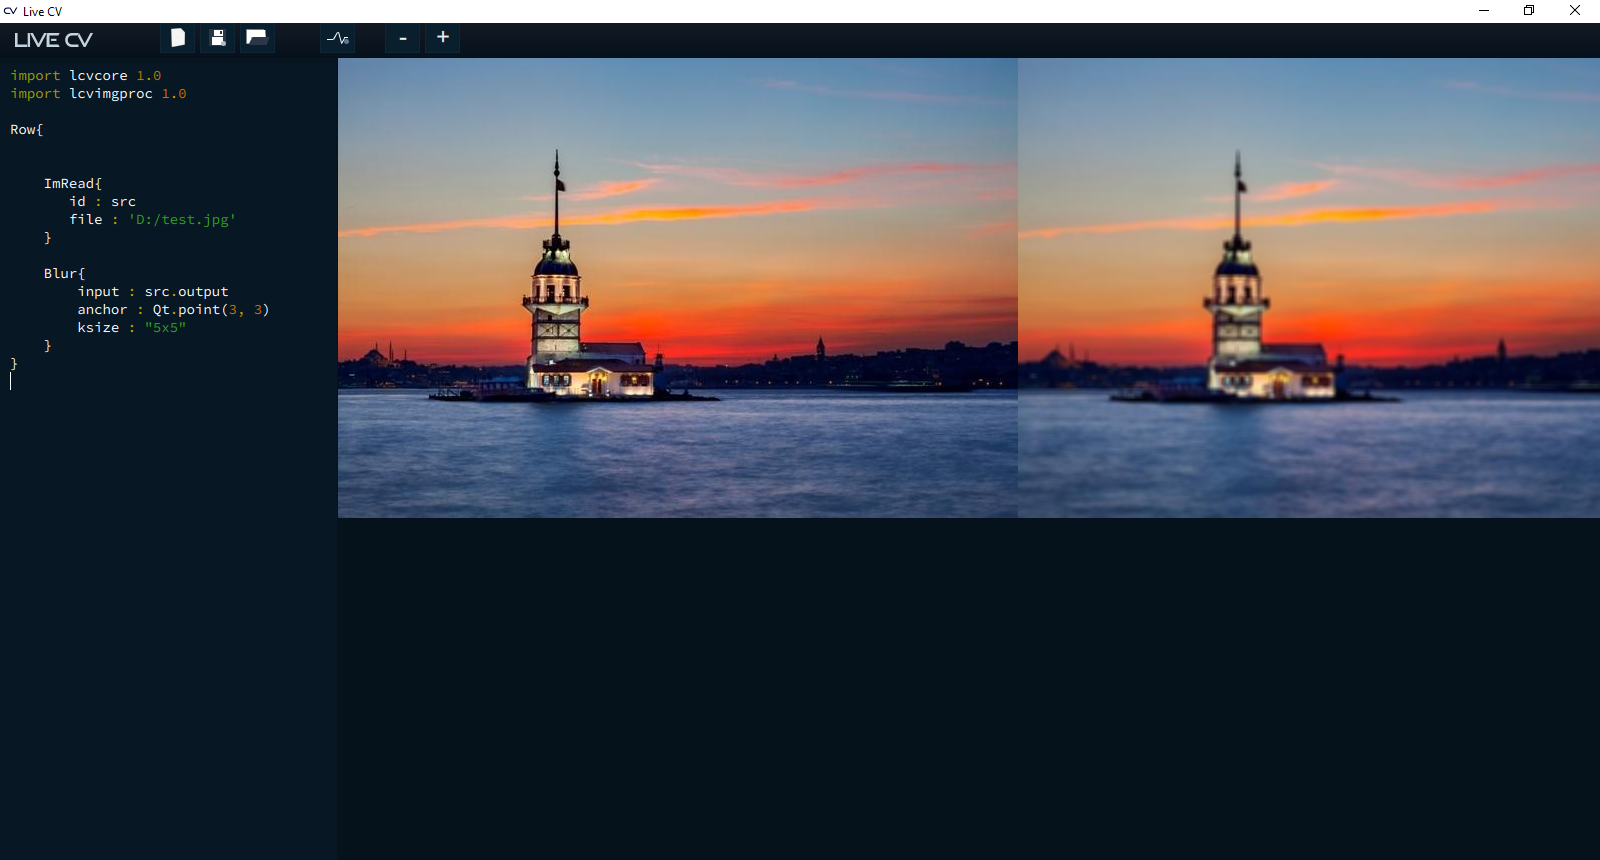 CV Live CV
LIVE CV
- +
import lcvcore 1.0
import lcvimgproc 1.0
Row{
ImRead{
id : src
file : 'D:/test.jpg'
}
Blur{
input : src.output
anchor : Qt.point(3, 3)
ksize : "5x5"
}
}